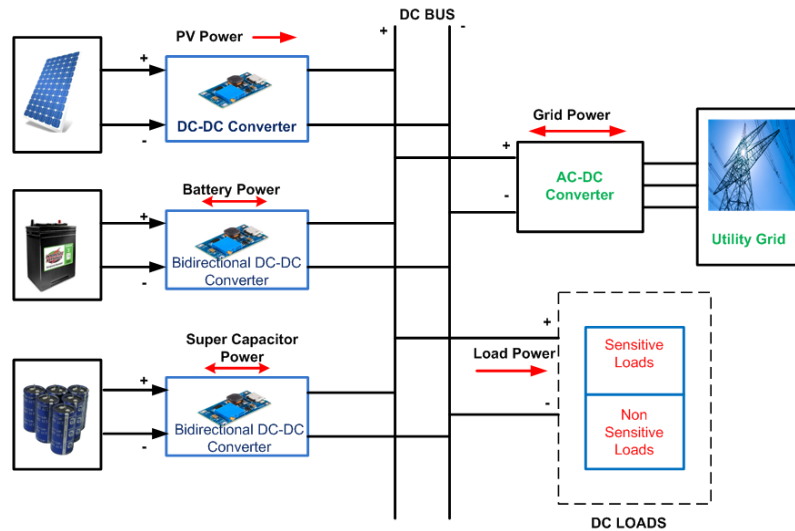 DC BUS
PV Power
+
-
+
-
DC-DC Converter
Grid Power
+
-
AC-DC
Converter
Utility Grid
Battery Power
+
-
Bidirectional DC-DC
Converter
Super Capacitor
Power
+
-
Bidirectional DC-DC
Converter
Load Power
+
-
Sensitive
Loads
Non
Sensitive
Loads
DC LOADS